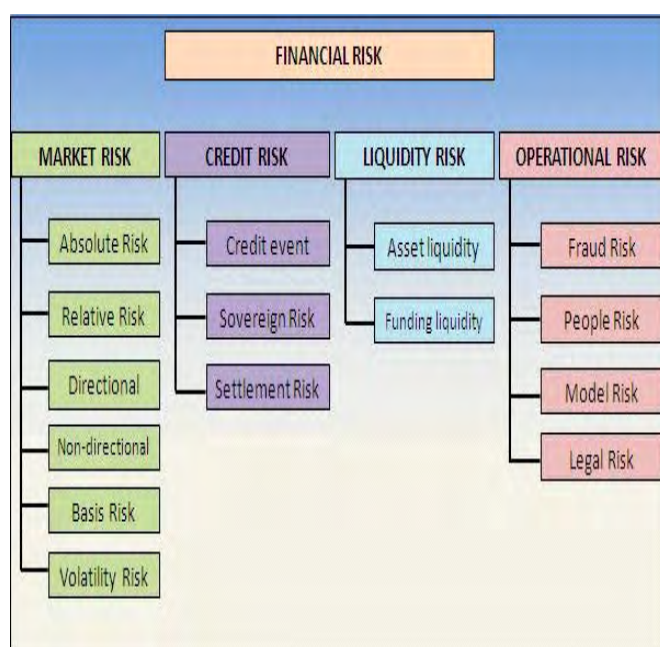 FINANCIAL RISK
MARKET RISK
Absolute Risk
Relative Risk
Directional
Non-directional
Basis Risk
Volatility Risk
CREDIT RISK
Credit event
Sovereign Risk
Settlement Risk
LIQUIDITY RISK
Asset liquidity
Funding liquidity
OPERATIONAL RISK
Fraud Risk
People Risk
Model Risk
Legal Risk